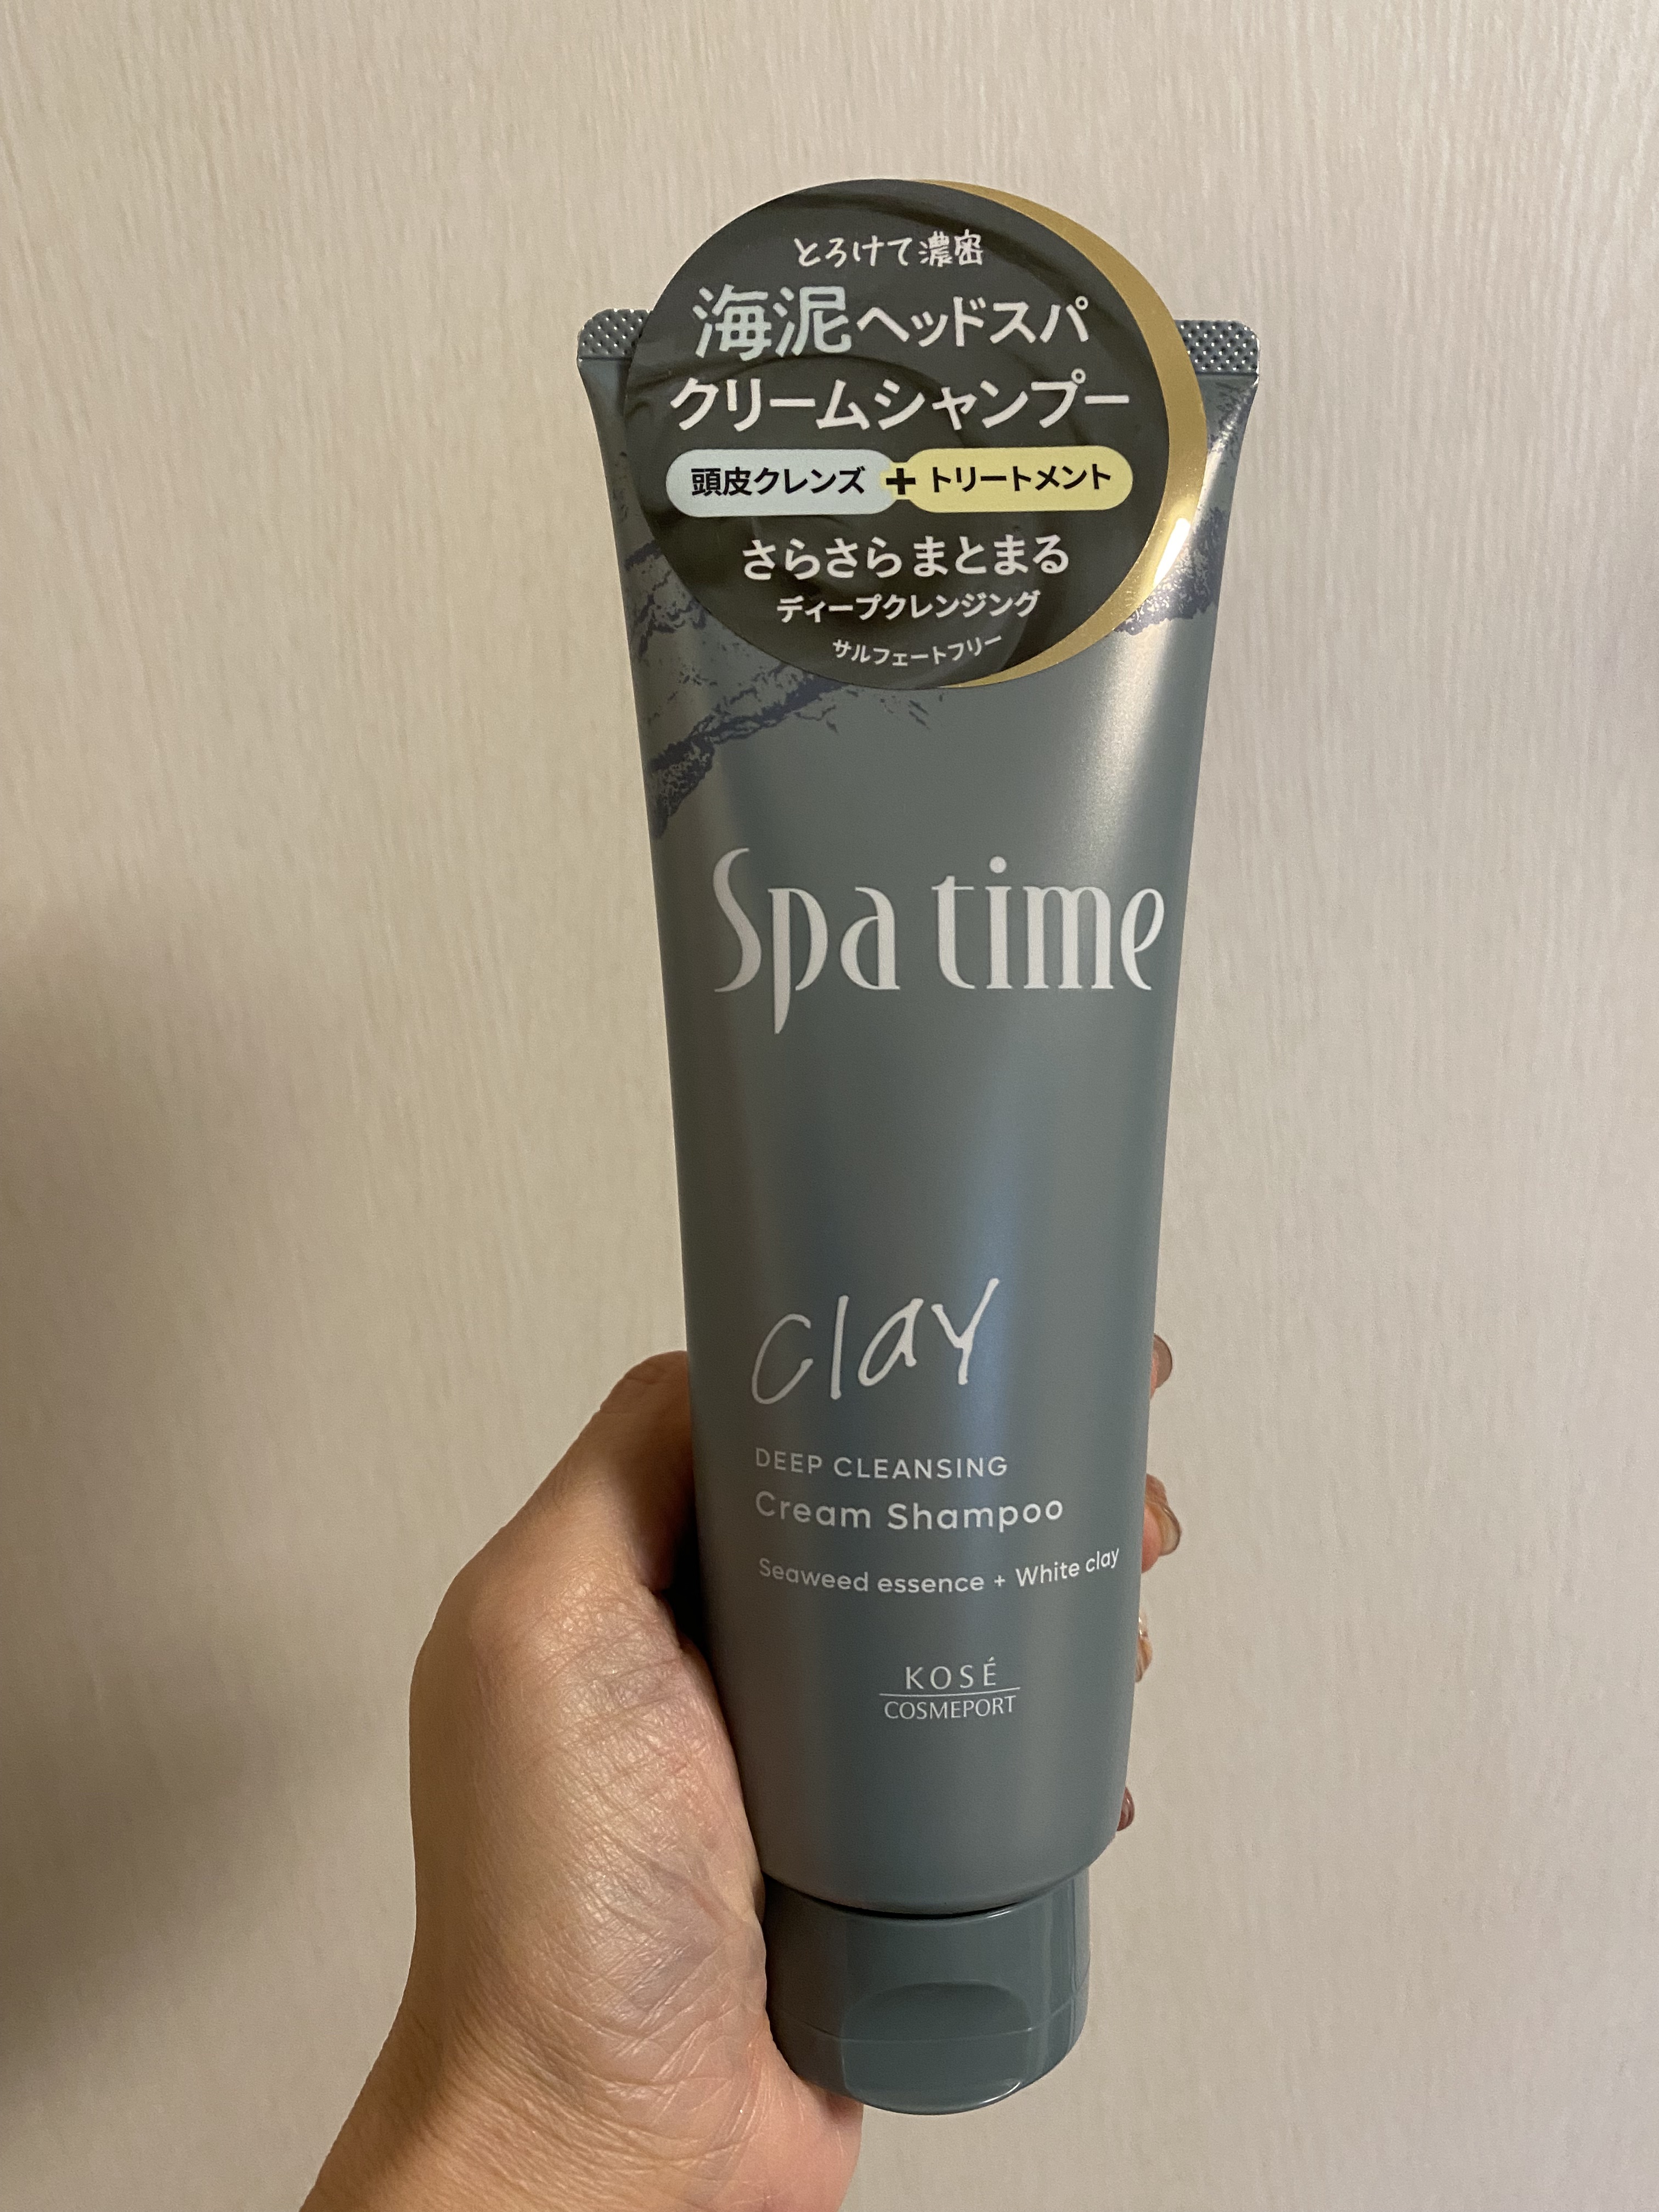 とろけて濃密
海泥ヘッドスパ
クリームシャンプー
頭皮クレンズ + トリートメント
さらさらまとまる
ディープクレンジング
サルフェートフリー
Spa time
clay
DEEP CLEANSING
Cream Shampoo
Seaweed essence + White clay
KOSÉ
COSMEPORT